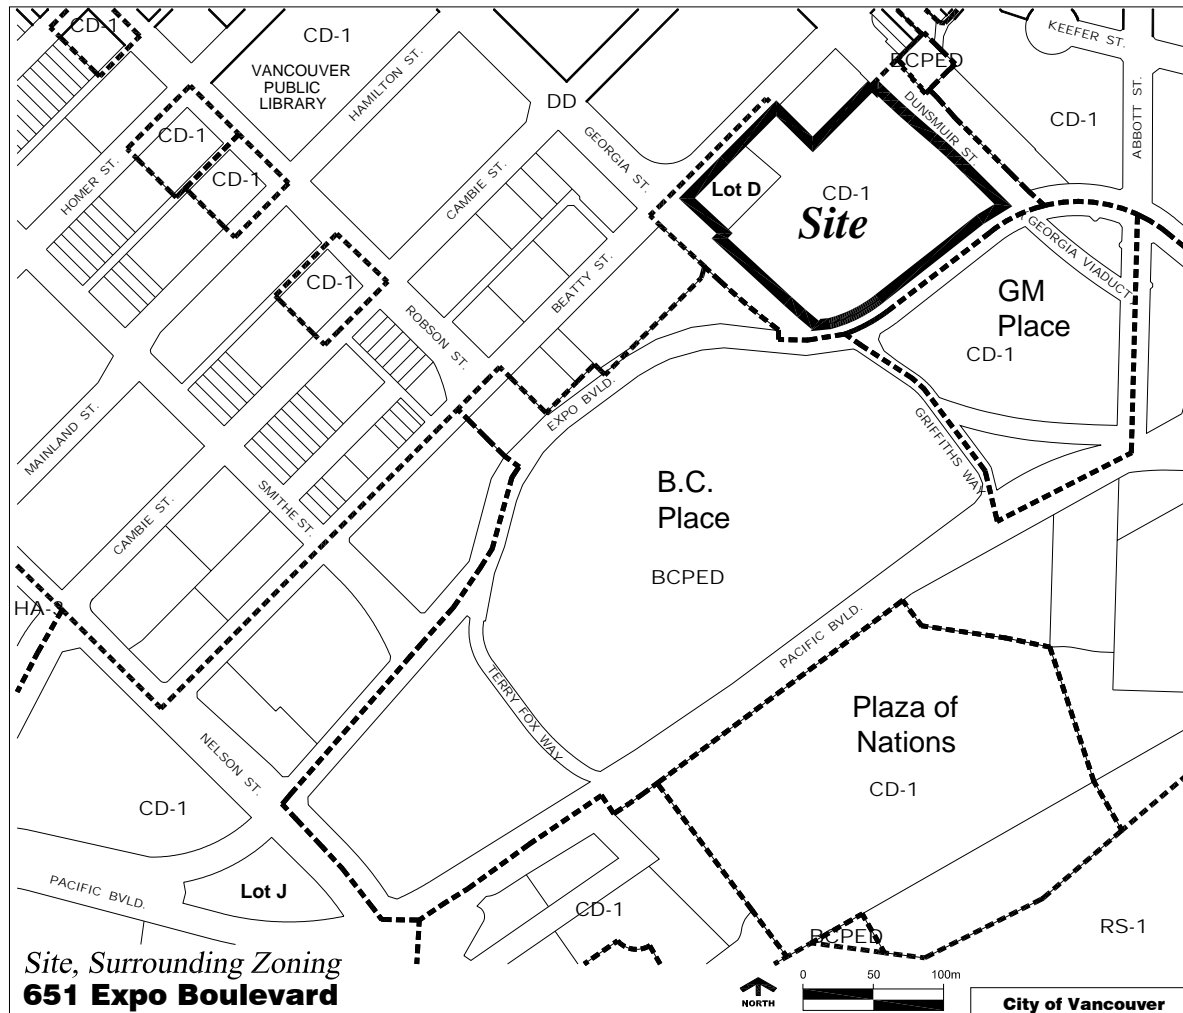 CD-1
CD-1
VANCOUVER
PUBLIC
LIBRARY
HAMILTON ST.
DD
BCPED
KEEFER ST.
ABBOTT ST.
CD-1
DUNSMUIR ST.
GEORGIA ST.
CD-1
CD-1
HOMER ST.
CAMBIE ST.
Lot D
CD-1
Site
GEORGIA VIADUCT
BEATTY ST.
CD-1
ROBSON ST.
GM
Place
CD-1
EXPO BVLD.
GRIFFITHS WAY
MAINLAND ST.
CAMBIE ST.
SMITHE ST.
B.C.
Place
BCPED
HA-3
PACIFIC BVLD.
TERRY FOX WAY
Plaza of
Nations
CD-1
NELSON ST.
CD-1
PACIFIC BVLD.
Lot J
CD-1
BCPED
RS-1
Site, Surrounding Zoning
651 Expo Boulevard
NORTH
0 50 100m
City of Vancouver